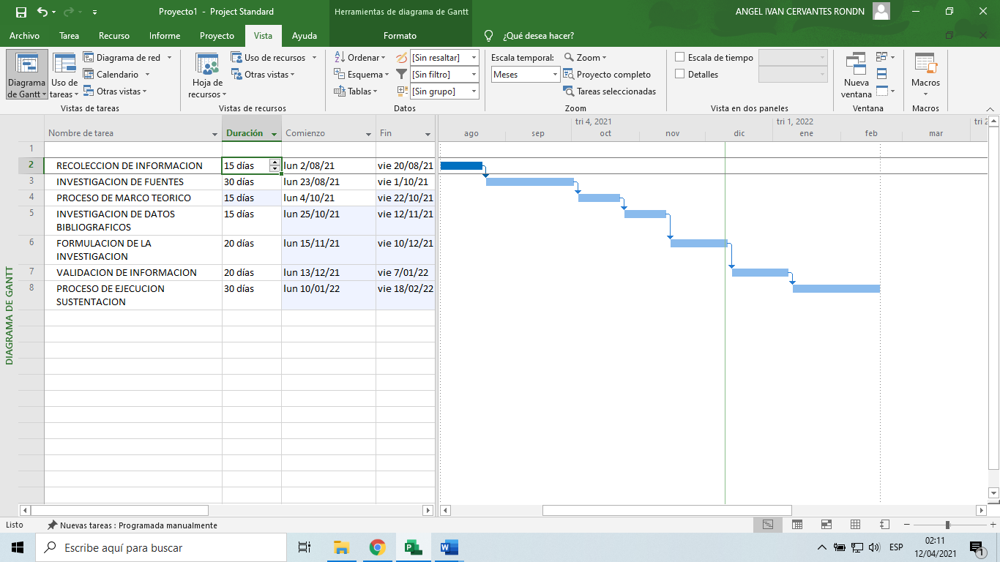 Proyecto1 - Project Standard
Herramientas de diagrama de Gantt
ANGEL IVAN CERVANTES RONDN
Archivo Tarea Recurso Informe Proyecto Vista Ayuda Formato ¿Qué desea hacer?
Diagrama de Gantt
Uso de tareas
Diagrama de red
Calendario
Otras vistas
Vistas de tareas
Hoja de recursos
Uso de recursos
Otras vistas
Vistas de recursos
Ordenar
Esquema
Tablas
[Sin resaltar]
[Sin filtro]
[Sin grupo]
Datos
Escala temporal:
Meses
Zoom
Proyecto completo
Tareas seleccionadas
Zoom
Escala de tiempo
Detalles
Vista en dos paneles
Nueva ventana
Ventana
Macros
Macros
tri 4, 2021 tri 1, 2022 tri 2
Nombre de tarea Duración Comienzo Fin
ago sep oct nov dic ene feb mar
1
2 RECOLECCION DE INFORMACION 15 días lun 2/08/21 vie 20/08/21
3 INVESTIGACION DE FUENTES 30 días lun 23/08/21 vie 1/10/21
4 PROCESO DE MARCO TEORICO 15 días lun 4/10/21 vie 22/10/21
5 INVESTIGACION DE DATOS 15 días lun 25/10/21 vie 12/11/21
BIBLIOGRAFICOS
6 FORMULACION DE LA 20 días lun 15/11/21 vie 10/12/21
INVESTIGACION
7 VALIDACION DE INFORMACION 20 días lun 13/12/21 vie 7/01/22
8 PROCESO DE EJECUCION 30 días lun 10/01/22 vie 18/02/22
SUSTENTACION
DIAGRAMA DE GANTT
Listo Nuevas tareas : Programada manualmente
Escribe aquí para buscar
ESP
02:11
12/04/2021
1